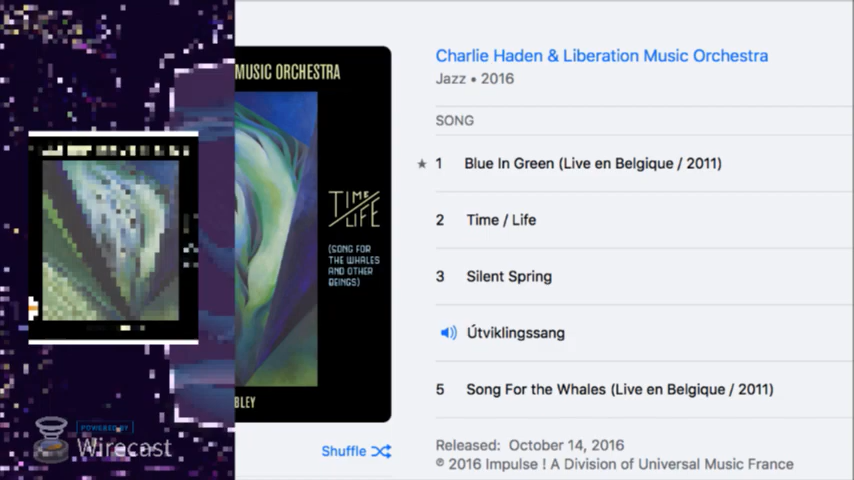 MUSIC ORCHESTRA
TIME/LIFE
(SONG FOR
THE WHALES
AND OTHER
BEINGS)
BLEY
Shuffle
POWERED BY
Wirecast
Charlie Haden & Liberation Music Orchestra
Jazz • 2016
SONG
★ 1 Blue In Green (Live en Belgique / 2011)
2 Time / Life
3 Silent Spring
Útviklingssang
5 Song For the Whales (Live en Belgique / 2011)
Released: October 14, 2016
℗ 2016 Impulse ! A Division of Universal Music France